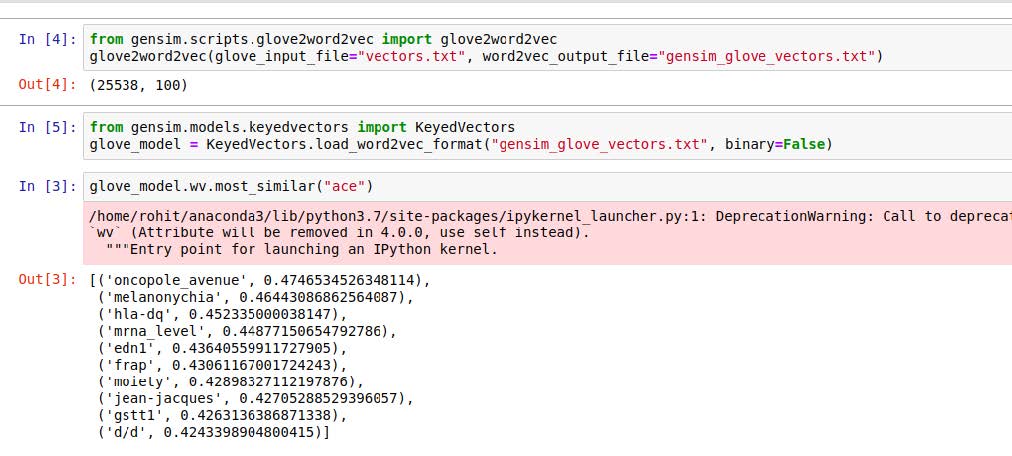 In [4]: from gensim.scripts.glove2word2vec import glove2word2vec
glove2word2vec(glove_input_file="vectors.txt", word2vec_output_file="gensim_glove_vectors.txt")
Out[4]: (25538, 100)
In [5]: from gensim.models.keyedvectors import KeyedVectors
glove_model = KeyedVectors.load_word2vec_format("gensim_glove_vectors.txt", binary=False)
In [3]: glove_model.wv.most_similar("ace")
/home/rohit/anaconda3/lib/python3.7/site-packages/ipykernel_launcher.py:1: DeprecationWarning: Call to deprecat
`wv` (Attribute will be removed in 4.0.0, use self instead).
"""Entry point for launching an IPython kernel.
Out[3]: [('oncopole_avenue', 0.4746534526348114),
('melanonychia', 0.46443086862564087),
('hla-dq', 0.452335000038147),
('mrna_level', 0.44877150654792786),
('edn1', 0.43640559911727905),
('frap', 0.43061167001724243),
('moiety', 0.42898327112197876),
('jean-jacques', 0.42705288529396057),
('gstt1', 0.4263136386871338),
('d/d', 0.4243398904800415)]